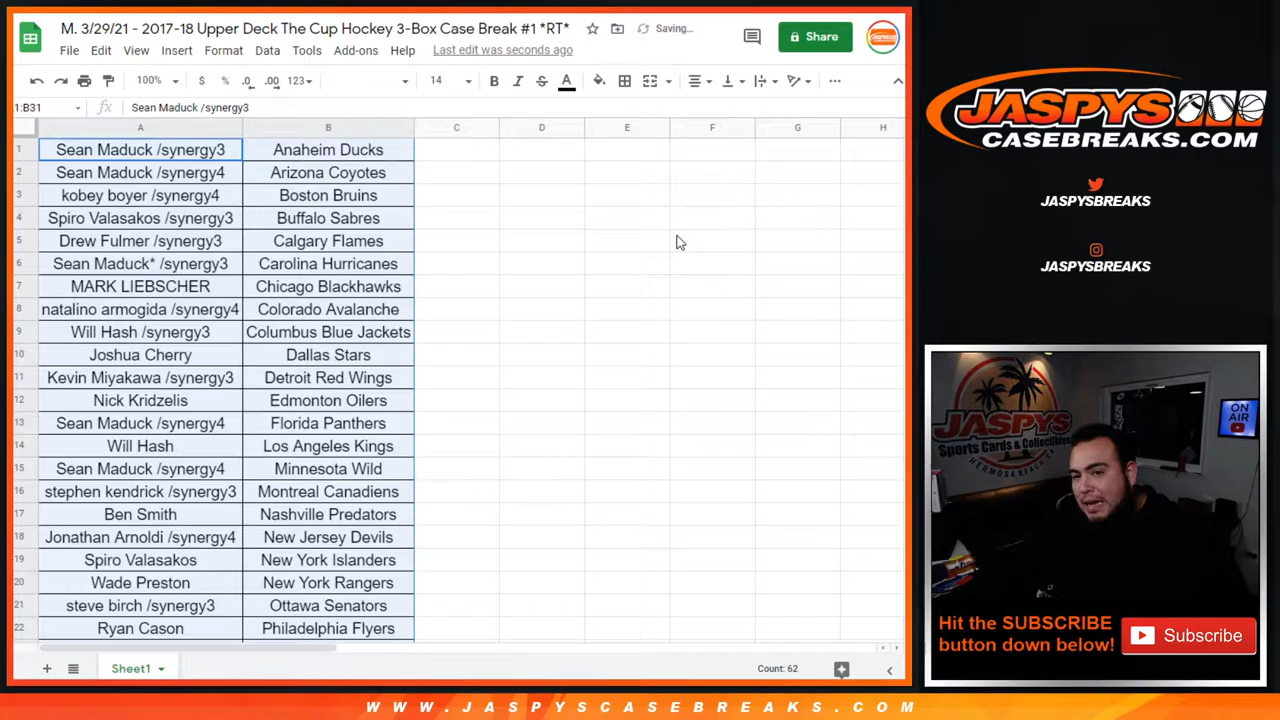 M. 3/29/21 - 2017-18 Upper Deck The Cup Hockey 3-Box Case Break #1 *RT*
Saving...
Share
File Edit View Insert Format Data Tools Add-ons Help Last edit was seconds ago
100% $ % .0 .00 123 14 B I S A
1:B31 fx Sean Maduck /synergy3
A B C D E F G H
1 Sean Maduck /synergy3 Anaheim Ducks
2 Sean Maduck /synergy4 Arizona Coyotes
3 kobey boyer /synergy4 Boston Bruins
4 Spiro Valasakos /synergy3 Buffalo Sabres
5 Drew Fulmer /synergy3 Calgary Flames
6 Sean Maduck* /synergy3 Carolina Hurricanes
7 MARK LIEBSCHER Chicago Blackhawks
8 natalino armogida /synergy4 Colorado Avalanche
9 Will Hash /synergy3 Columbus Blue Jackets
10 Joshua Cherry Dallas Stars
11 Kevin Miyakawa /synergy3 Detroit Red Wings
12 Nick Kridzelis Edmonton Oilers
13 Sean Maduck /synergy4 Florida Panthers
14 Will Hash Los Angeles Kings
15 Sean Maduck /synergy4 Minnesota Wild
16 stephen kendrick /synergy3 Montreal Canadiens
17 Ben Smith Nashville Predators
18 Jonathan Arnoldi /synergy4 New Jersey Devils
19 Spiro Valasakos New York Islanders
20 Wade Preston New York Rangers
21 steve birch /synergy3 Ottawa Senators
22 Ryan Cason Philadelphia Flyers
Sheet1
Count: 62
JASPYS
CASEBREAKS.COM
JASPYSBREAKS
JASPYSBREAKS
JASPYS
Sports Cards & Collectibles
HERMOSA BEACH CA
ON
AIR
Hit the SUBSCRIBE
button down below!
Subscribe
WWW.JASPYSCASEBREAKS.COM